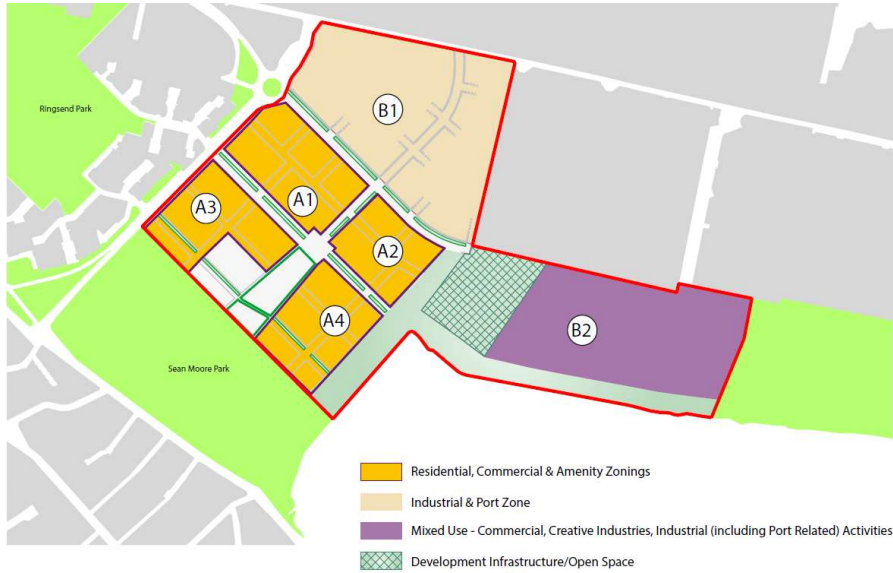 Ringsend Park
B1
A1
A3
A2
A4
B2
Sean Moore Park
Residential, Commercial & Amenity Zonings
Industrial & Port Zone
Mixed Use - Commercial, Creative Industries, Industrial (including Port Related) Activities
Development Infrastructure/Open Space